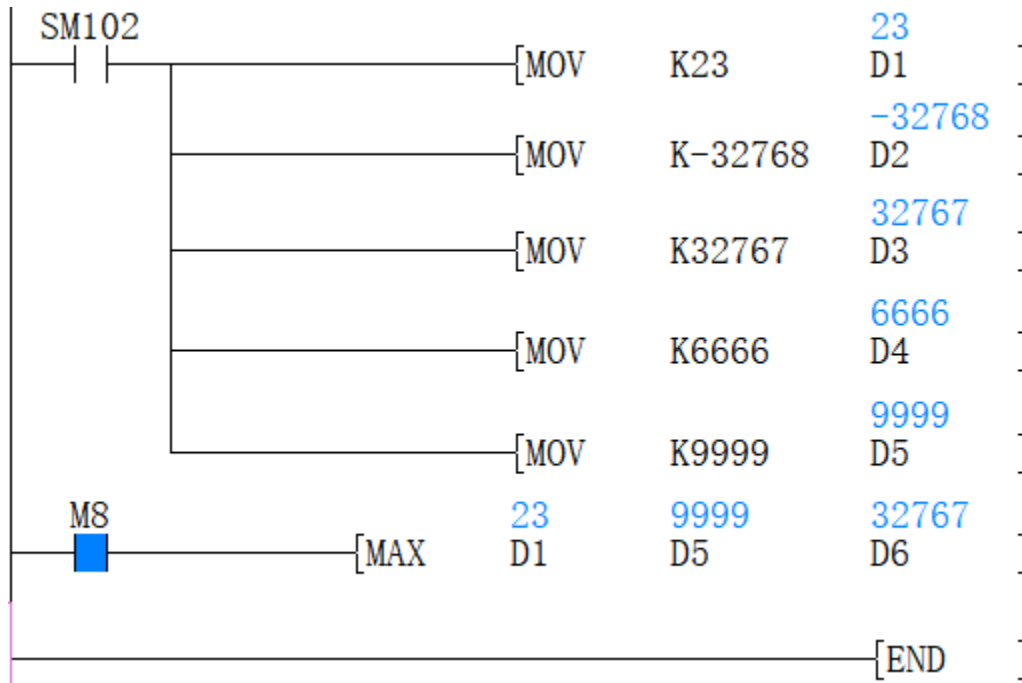 SM102
23
[MOV K23 D1 ]
-32768
[MOV K-32768 D2 ]
32767
[MOV K32767 D3 ]
6666
[MOV K6666 D4 ]
9999
[MOV K9999 D5 ]
M8 23 9999 32767
[MAX D1 D5 D6 ]
[END ]